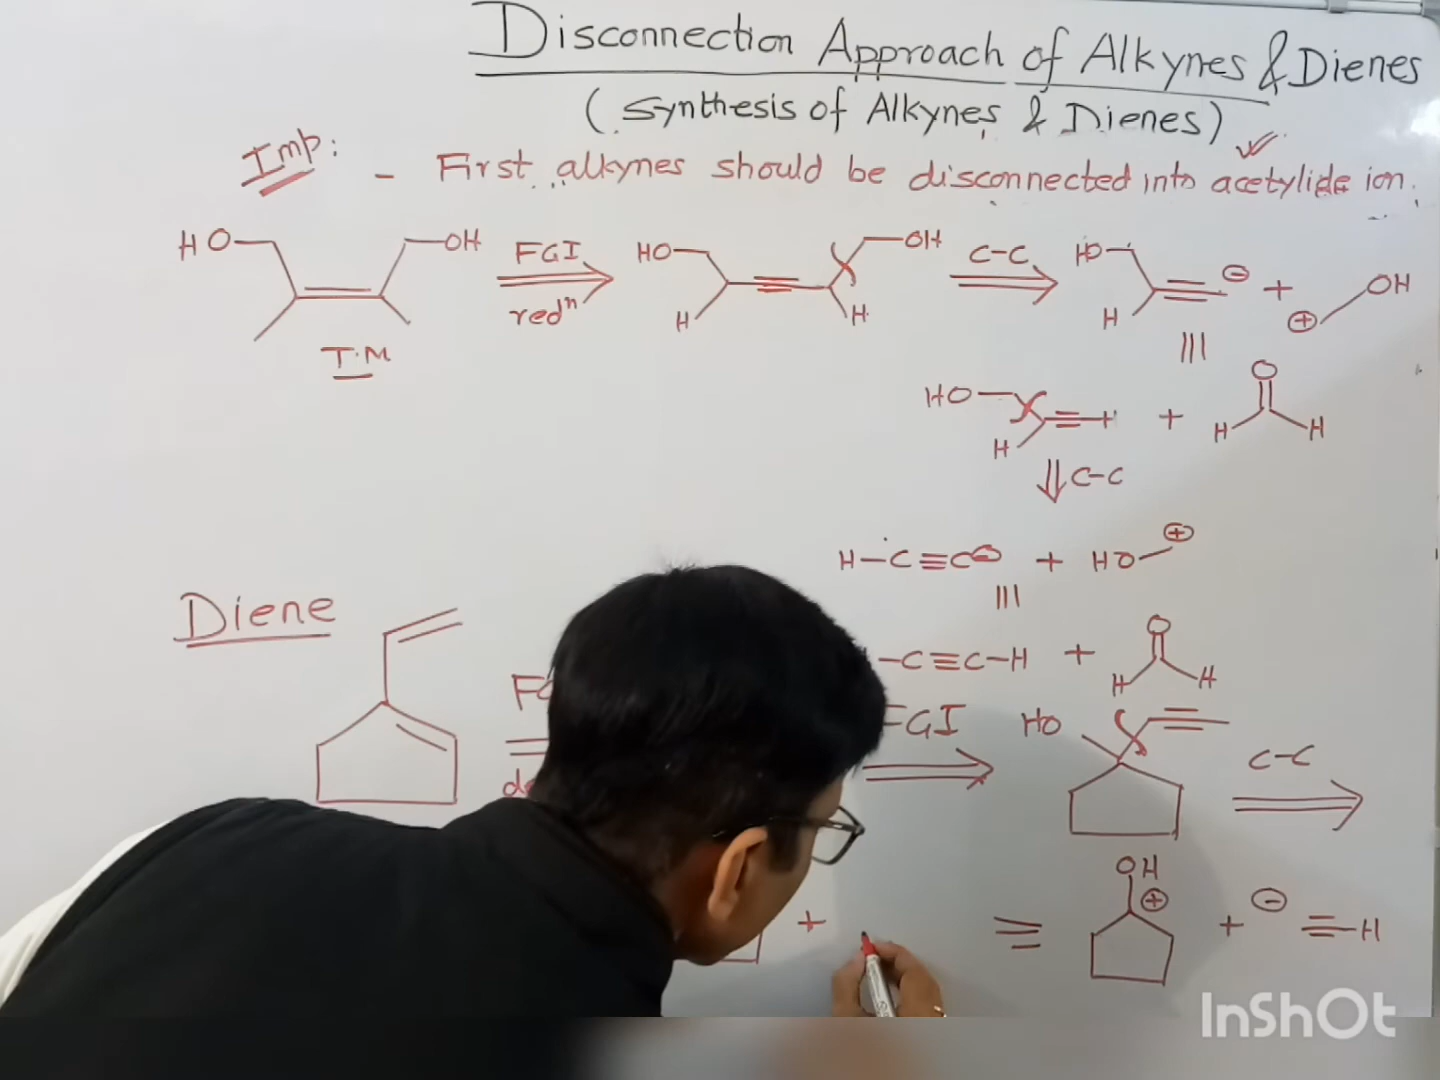 Disconnection Approach of Alkynes & Dienes
(Synthesis of Alkynes & Dienes)
Imp: - First alkynes should be disconnected into acetylide ion.
HO OH FGI redⁿ HO OH H H C-C HO H ⊖ + ⊕ OH
T.M
HO H H + O H H
C-C
H-C≡C⊖ + HO ⊕
-C≡C-H + O H H
Diene
FGI HO C-C
OH ⊕ + ⊖ ≡-H
+
InShOt